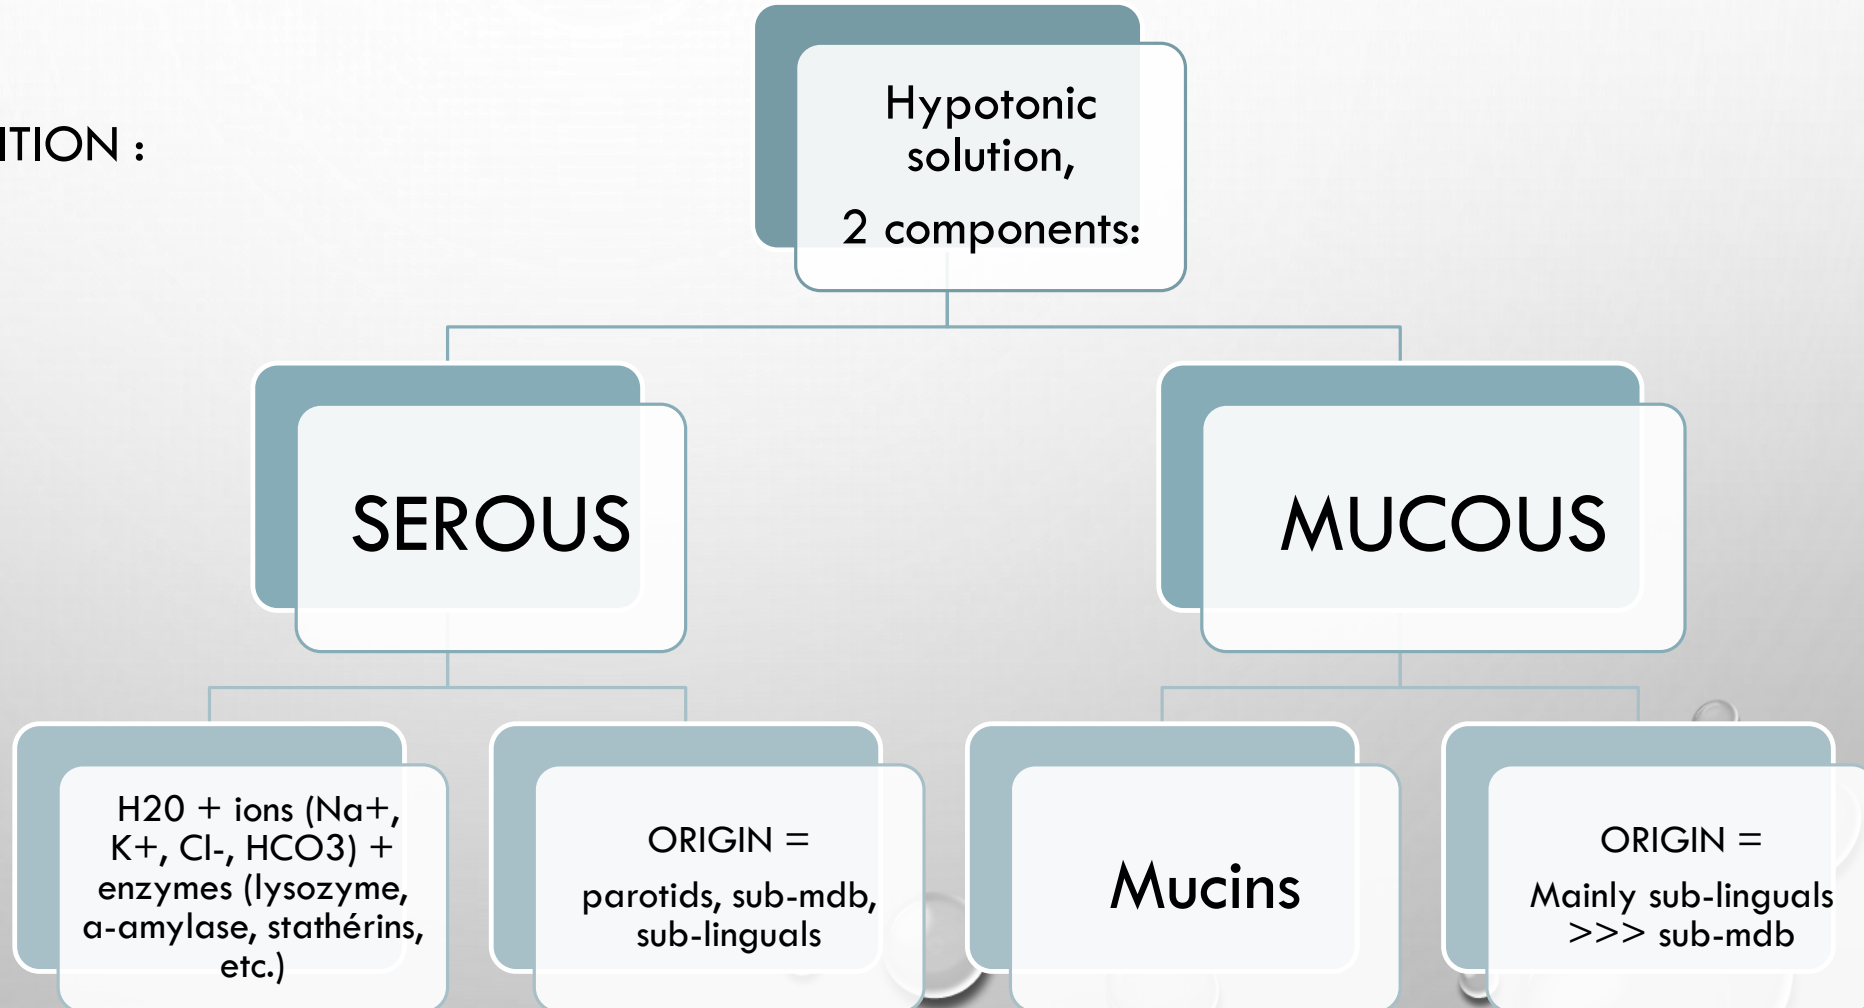 ITION :
Hypotonic
solution,
2 components:
SEROUS
MUCOUS
H20 + ions (Na+,
K+, Cl-, HCO3) +
enzymes (lysozyme,
a-amylase, stathérins,
etc.)
ORIGIN =
parotids, sub-mdb,
sub-linguals
Mucins
ORIGIN =
Mainly sub-linguals
>>> sub-mdb